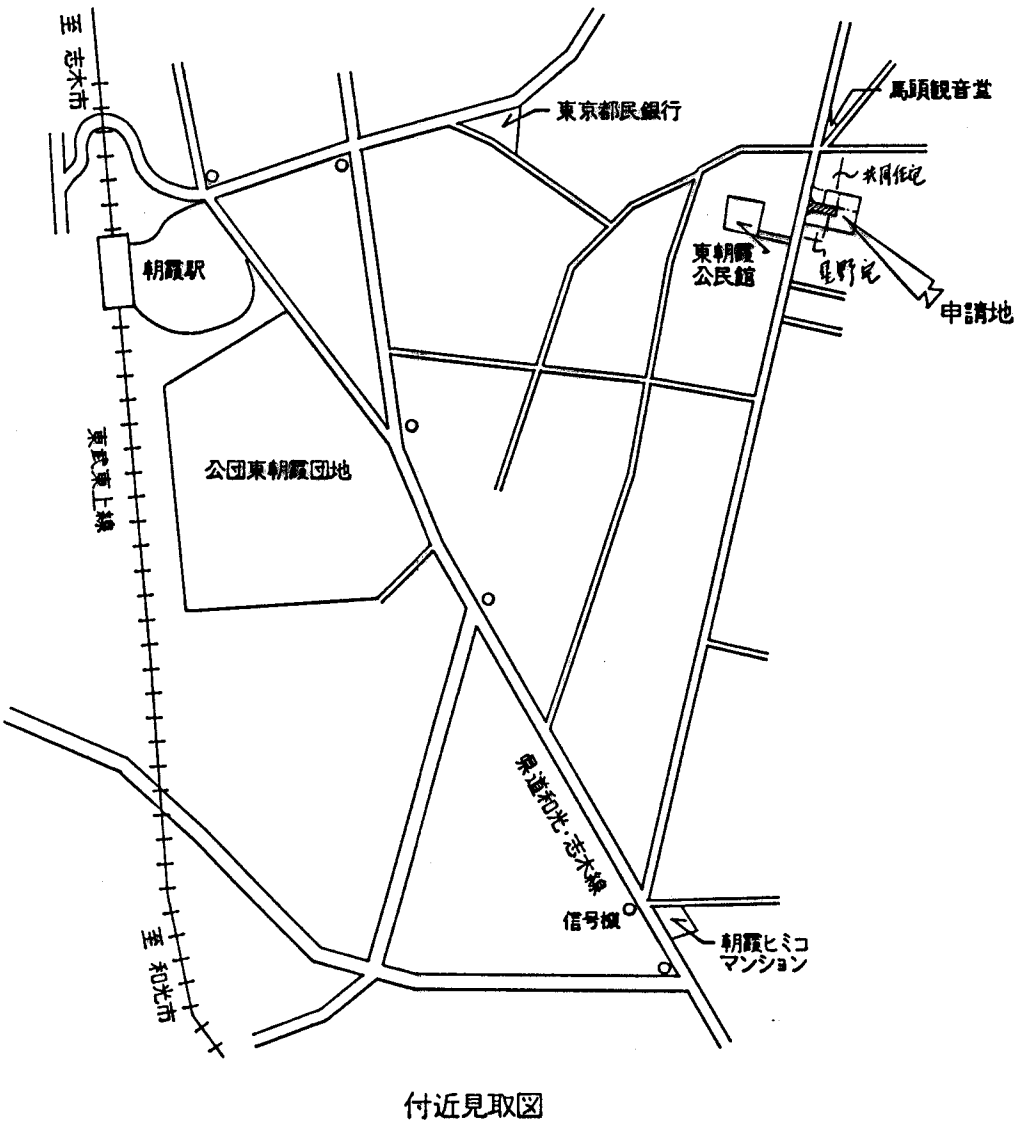 至 志木市
東京都民銀行
馬頭観音堂
共同住宅
朝霞駅
東朝霞
公民館
星野宅
申請地
東武東上線
公団東朝霞団地
県道和光・志木線
信号機
朝霞ヒミコ
マンション
至 和光市
付近見取図